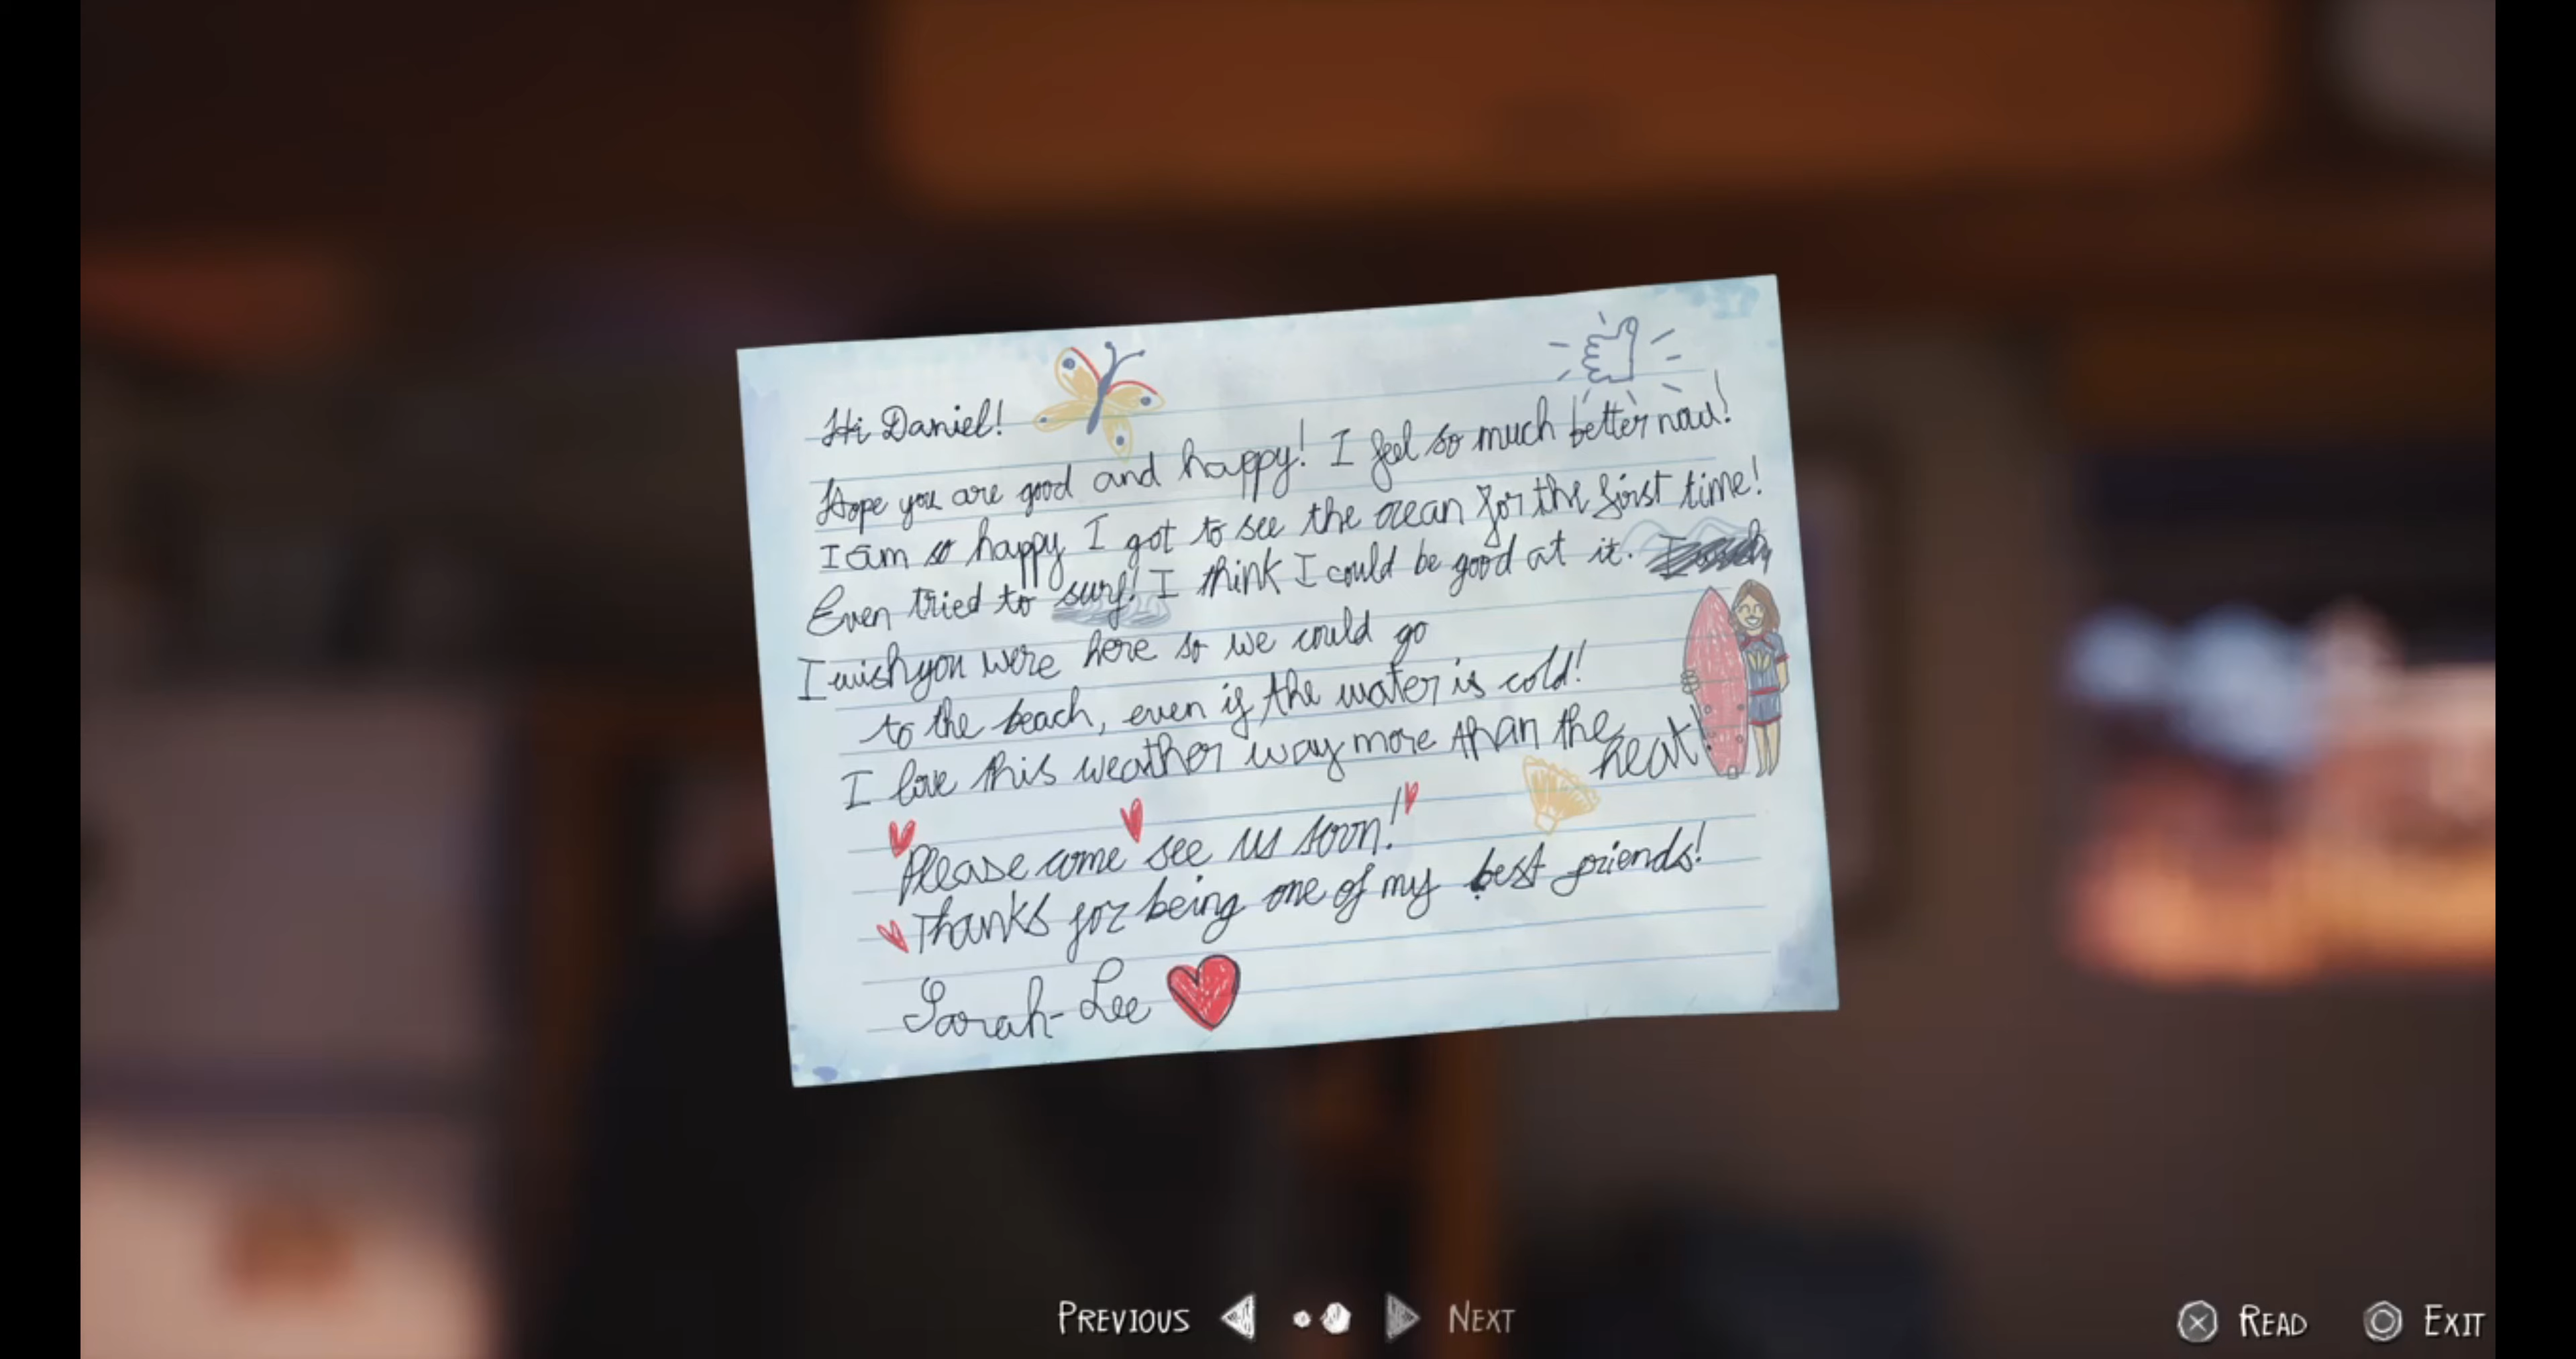 Hi Daniel!
Hope you are good and happy! I feel so much better now!
I am so happy I got to see the ocean for the first time!
Even tried to surf! I think I could be good at it.
I wish you were here so we could go
to the beach, even if the water is cold!
I love this weather way more than the
heat!
Please come see us soon!
Thanks for being one of my best friends!
Sarah-Lee
PREVIOUS NEXT
READ EXIT